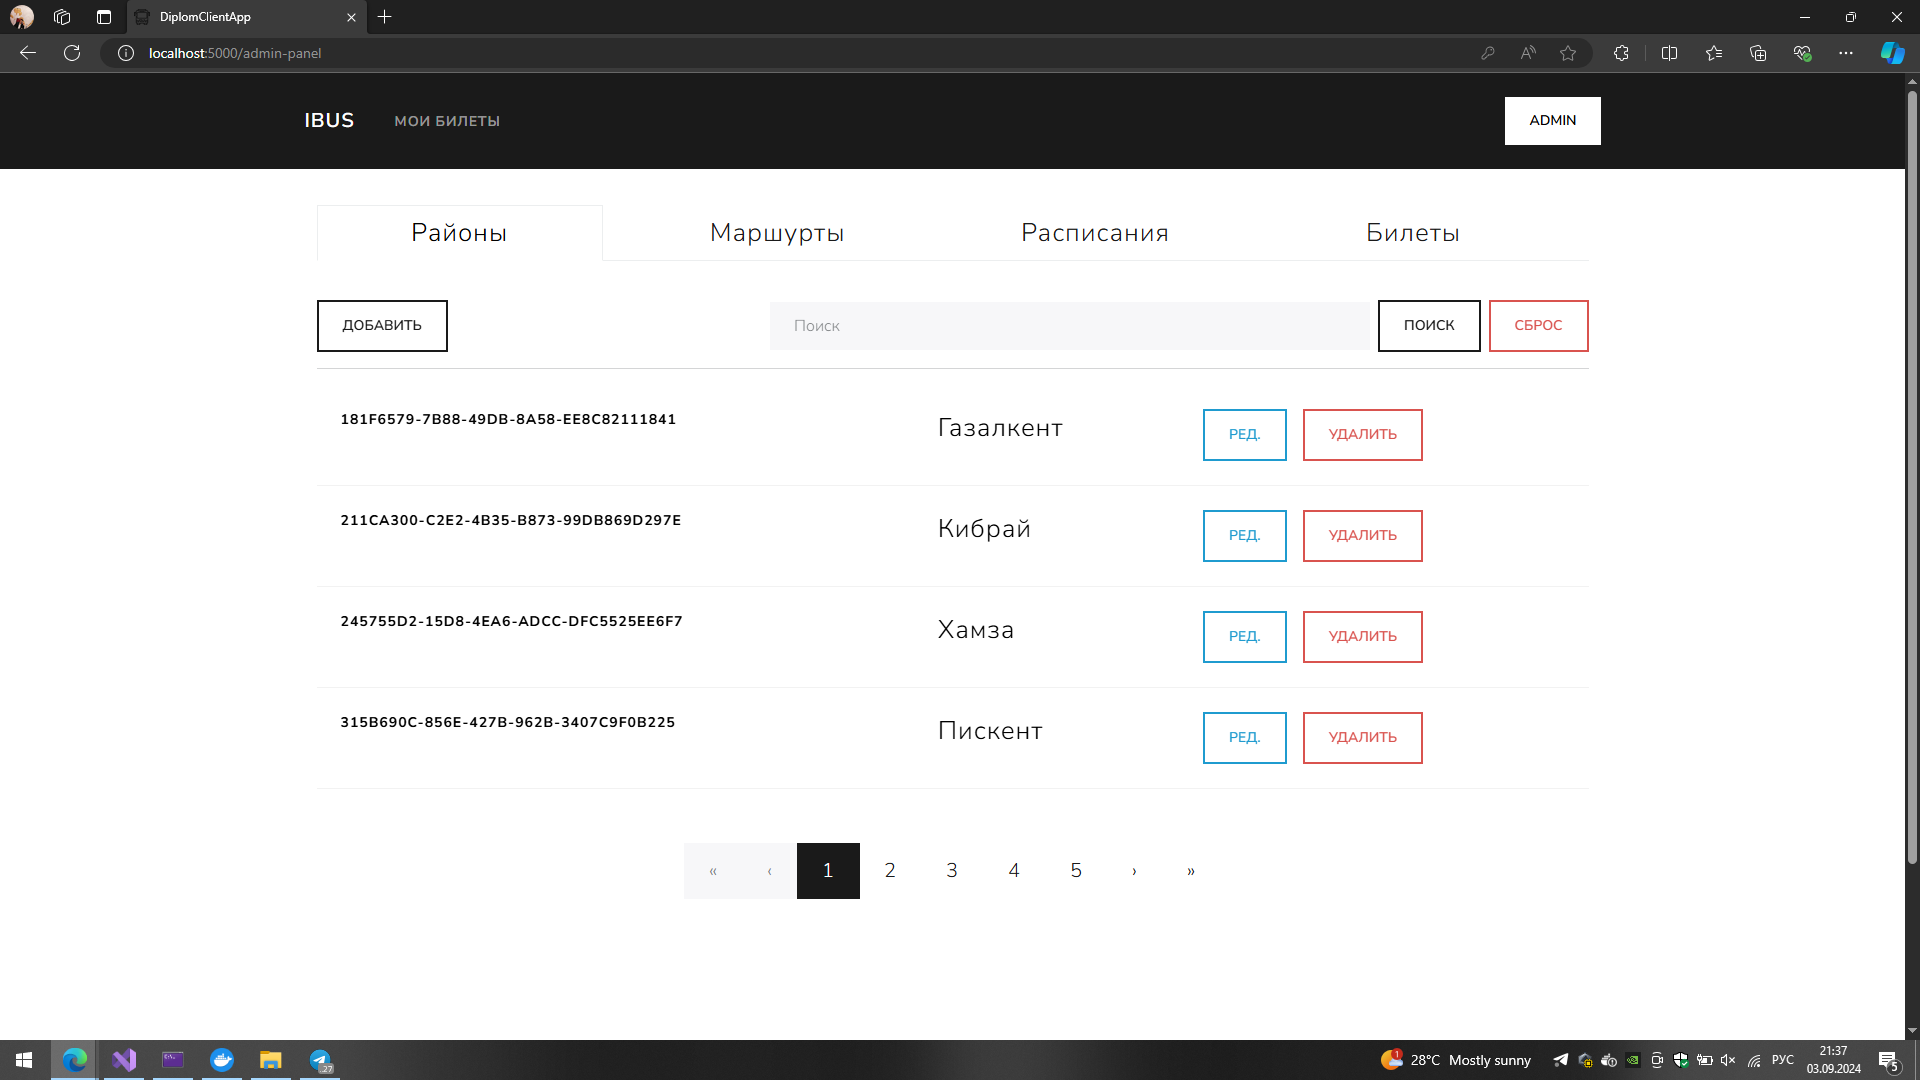 DiplomClientApp
localhost:5000/admin-panel
IBUS
МОИ БИЛЕТЫ
ADMIN
Районы
Маршурты
Расписания
Билеты
ДОБАВИТЬ
Поиск
ПОИСК
СБРОС
181F6579-7B88-49DB-8A58-EE8C82111841
Газалкент
РЕД.
УДАЛИТЬ
211CA300-C2E2-4B35-B873-99DB869D297E
Кибрай
РЕД.
УДАЛИТЬ
245755D2-15D8-4EA6-ADCC-DFC5525EE6F7
Хамза
РЕД.
УДАЛИТЬ
315B690C-856E-427B-962B-3407C9F0B225
Пискент
РЕД.
УДАЛИТЬ
« ‹ 1 2 3 4 5 › »
.27
1
28°C Mostly sunny
РУС
21:37
03.09.2024
5